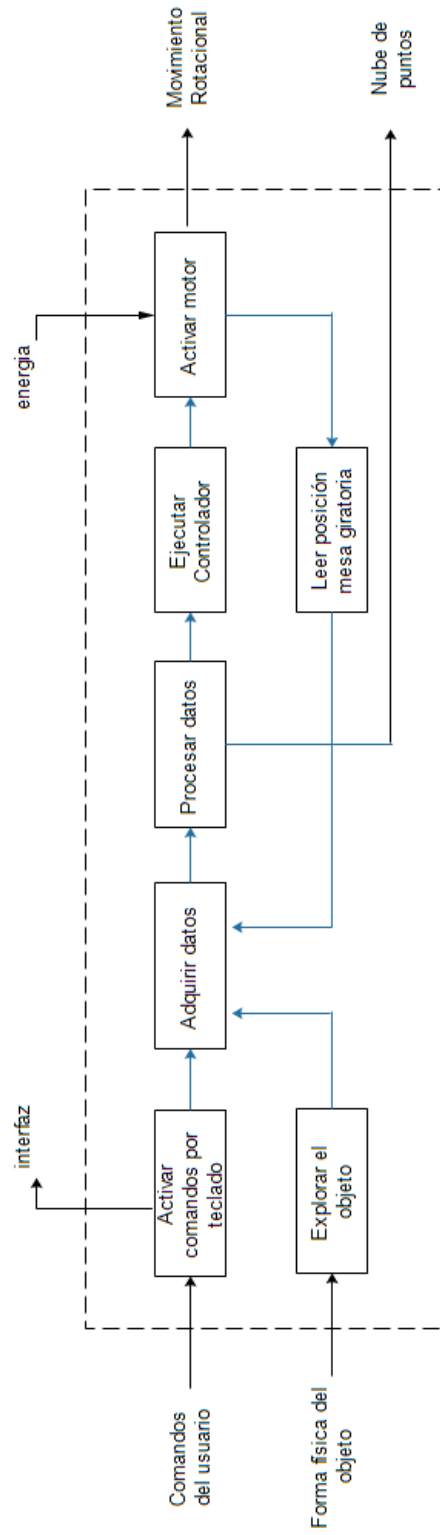 interfaz
energia
Comandos
del usuario
Activar
comandos por
teclado
Adquirir datos
Procesar datos
Ejecutar
Controlador
Activar motor
Movimiento
Rotacional
Forma física del
objeto
Explorar el
objeto
Leer posición
mesa giratoria
Nube de
puntos